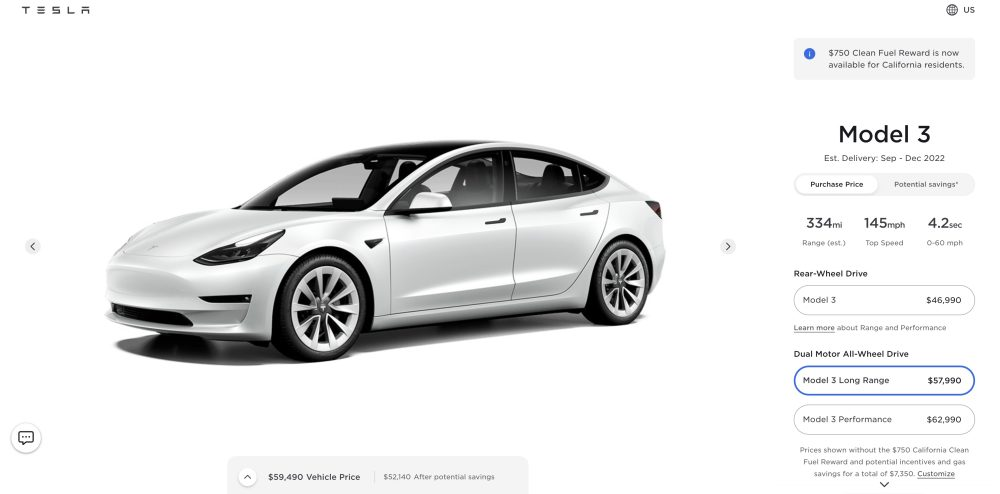 TESLA
US
$750 Clean Fuel Reward is now
available for California residents.
Model 3
Est. Delivery: Sep - Dec 2022
Purchase Price
Potential savings*
334mi
145mph
4.2sec
Range (est.)
Top Speed
0-60 mph
Rear-Wheel Drive
Model 3
$46,990
Learn more about Range and Performance
Dual Motor All-Wheel Drive
Model 3 Long Range
$57,990
Model 3 Performance
$62,990
Prices shown without the $750 California Clean
Fuel Reward and potential incentives and gas
savings for a total of $7,350. Customize
$59,490 Vehicle Price
$52,140 After potential savings